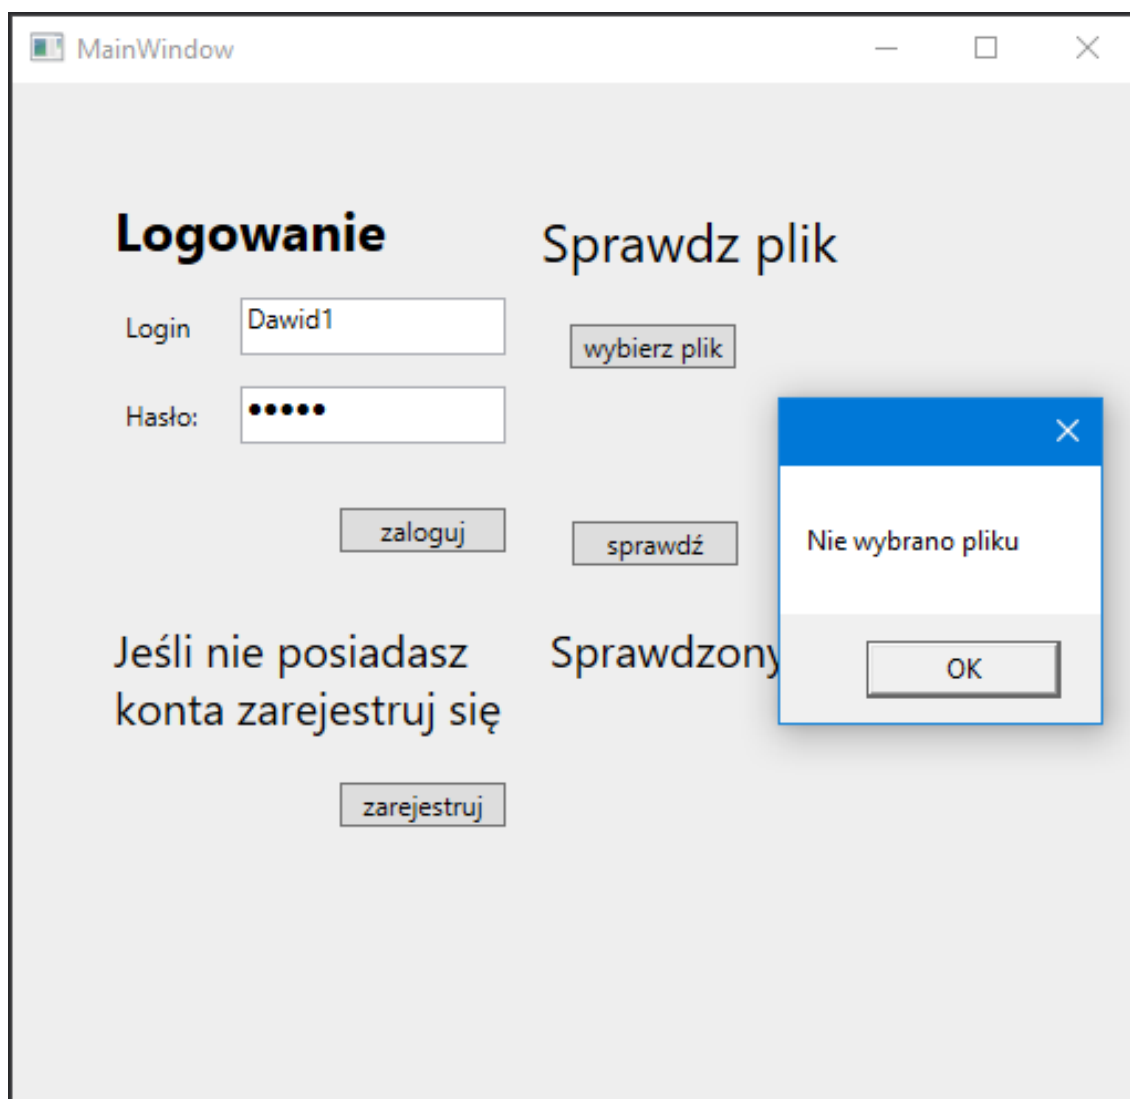 MainWindow
Logowanie
Login
Dawid1
Hasło:
zaloguj
Jeśli nie posiadasz
konta zarejestruj się
zarejestruj
Sprawdz plik
wybierz plik
sprawdź
Sprawdzony
Nie wybrano pliku
OK